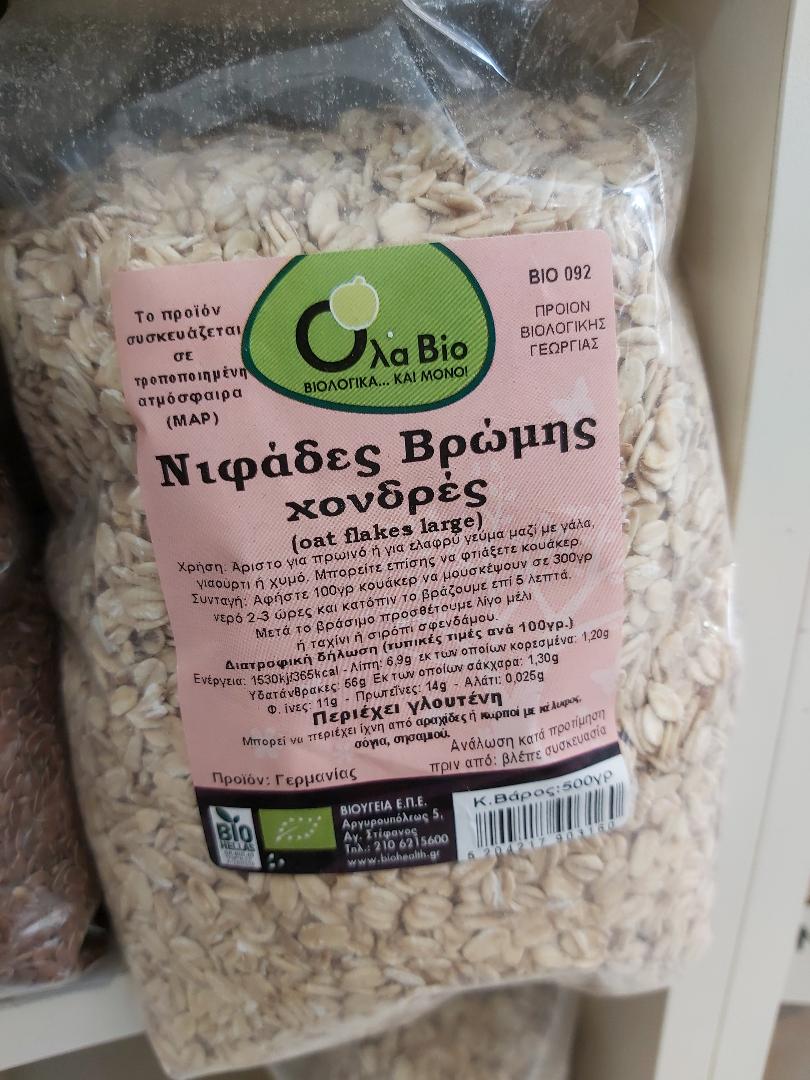 Το προϊόν
συσκευάζεται
σε
τροποποιημένη
ατμόσφαιρα
(MAP)
Όλα Bio
ΒΙΟΛΟΓΙΚΑ... ΚΑΙ ΜΟΝΟ!
BIO 092
ΠΡΟΙΟΝ
ΒΙΟΛΟΓΙΚΗΣ
ΓΕΩΡΓΙΑΣ
Νιφάδες Βρώμης
χονδρές
(oat flakes large)
Χρήση: Άριστο για πρωινό ή για ελαφρύ γεύμα μαζί με γάλα,
γιαούρτι ή χυμό. Μπορείτε επίσης να φτιάξετε κουάκερ.
Συνταγή: Αφήστε 100γρ κουάκερ να μουσκέψουν σε 300γρ
νερό 2-3 ώρες και κατόπιν το βράζουμε επί 5 λεπτά.
Μετά το βράσιμο προσθέτουμε λίγο μέλι
ή ταχίνι ή σιρόπι σφενδάμου.
Διατροφική δήλωση (τυπικές τιμές ανά 100γρ.)
Ενέργεια: 1530kj/365kcal - Λίπη: 6,9g εκ των οποίων κορεσμένα: 1,20g
Υδατάνθρακες: 56g Εκ των οποίων σάκχαρα: 1,30g
Φ. ίνες: 11g - Πρωτεΐνες: 14g - Αλάτι: 0,025g
Περιέχει γλουτένη
Μπορεί να περιέχει ίχνη από αραχίδες ή καρποί με κέλυφος,
σόγια, σησαμιού.
Ανάλωση κατά προτίμηση
πριν από: βλέπε συσκευασία
Προϊόν: Γερμανίας
BIO
HELLAS
ΒΙΟΥΓΕΙΑ Ε.Π.Ε.
Αργυρουπόλεως 5,
Αγ. Στέφανος
Τηλ.: 210 6215600
www.biohealth.gr
Κ.Βάρος:500γρ
5 204217 903160